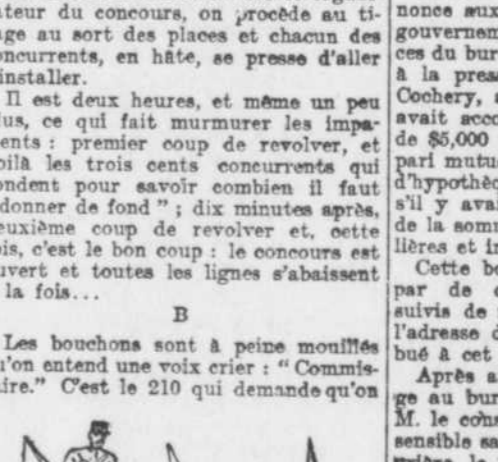 ateur du concours, on procède au ti-
age au sort des places et chacun des
oncurrents, en hâte, se presse d'aller
installer.
Il est deux heures, et même un peu
lus, ce qui fait murmurer les impa-
ents : premier coup de revolver, et
oilà les trois cents concurrents qui
ondent pour savoir combien il faut
donner de fond " ; dix minutes après,
euxième coup de revolver et, cette
is, c'est le bon coup : le concours est
uvert et toutes les lignes s'abaissent
la fois...
B
Les bouchons sont à peine mouillés
u'on entend une voix crier : " Commis-
aire." C'est le 210 qui demande qu'on
nonce aux
gouvernem
ces du bur
à la pres
Cochery, 
avait acco
de $5,000
pari mutu
d'hypothèc
s'il y avai
de la som
lières et in
Cette bo
par de 
suivis de 
l'adresse d
bué à cet
Après a
ge au bur
M. le cons
sensible sa